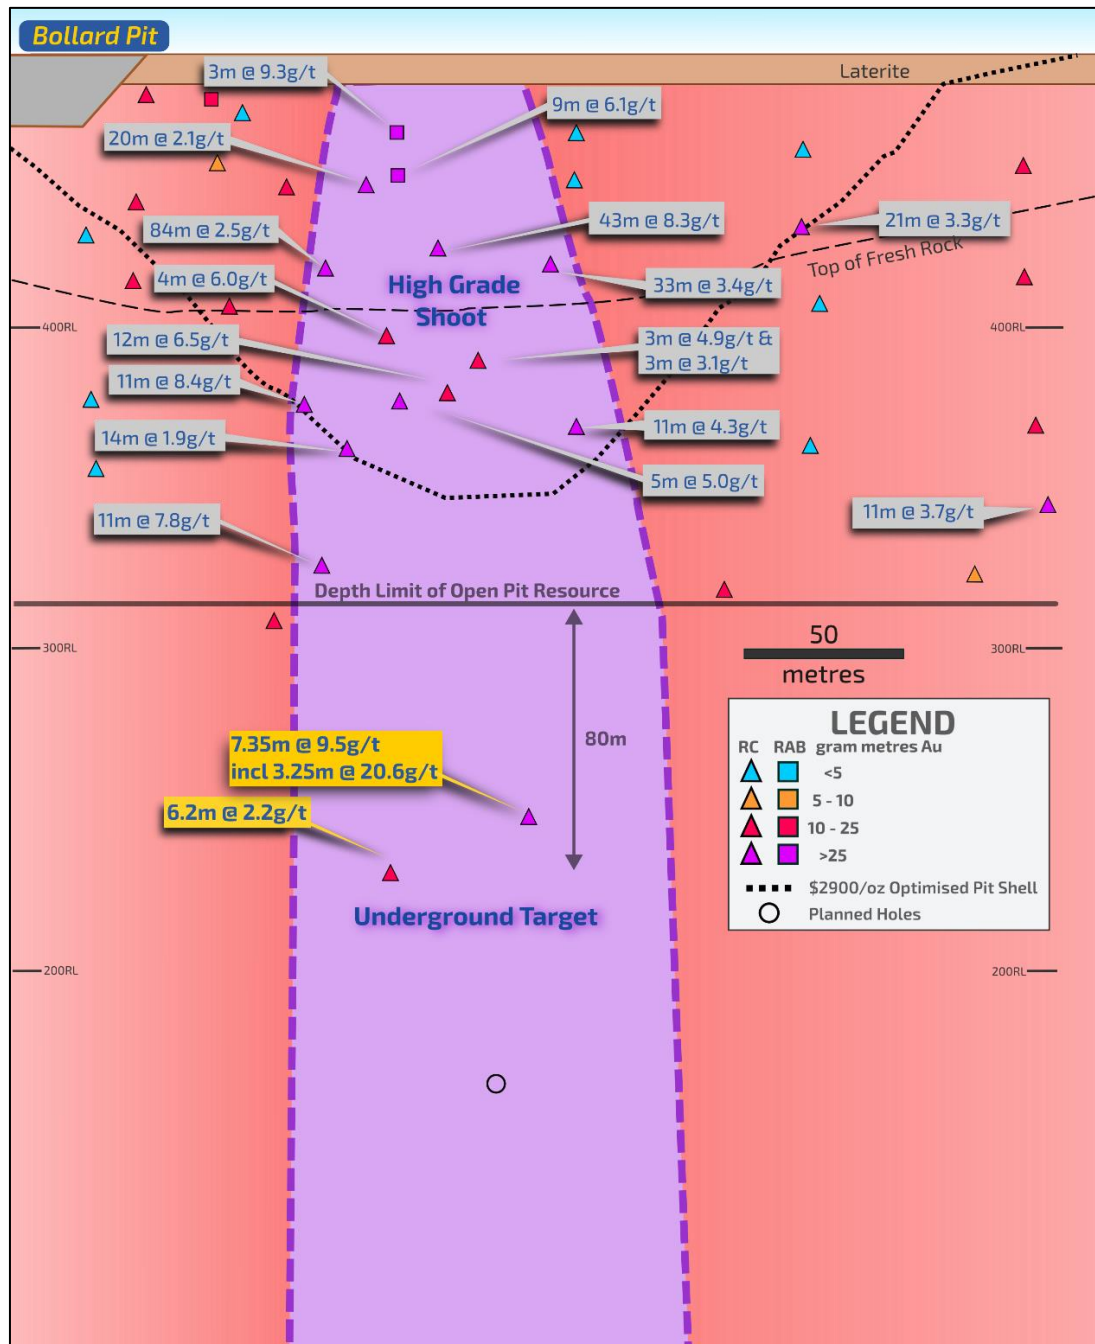 Bollard Pit
Laterite
3m @ 9.3g/t
9m @ 6.1g/t
20m @ 2.1g/t
84m @ 2.5g/t
43m @ 8.3g/t
21m @ 3.3g/t
Top of Fresh Rock
4m @ 6.0g/t
High Grade
Shoot
33m @ 3.4g/t
400RL
400RL
12m @ 6.5g/t
3m @ 4.9g/t &
3m @ 3.1g/t
11m @ 8.4g/t
14m @ 1.9g/t
11m @ 4.3g/t
5m @ 5.0g/t
11m @ 7.8g/t
11m @ 3.7g/t
Depth Limit of Open Pit Resource
300RL
300RL
50
metres
80m
7.35m @ 9.5g/t
incl 3.25m @ 20.6g/t
6.2m @ 2.2g/t
Underground Target
LEGEND
RC RAB gram metres Au
<5
5 - 10
10 - 25
>25
$2900/oz Optimised Pit Shell
Planned Holes
200RL
200RL